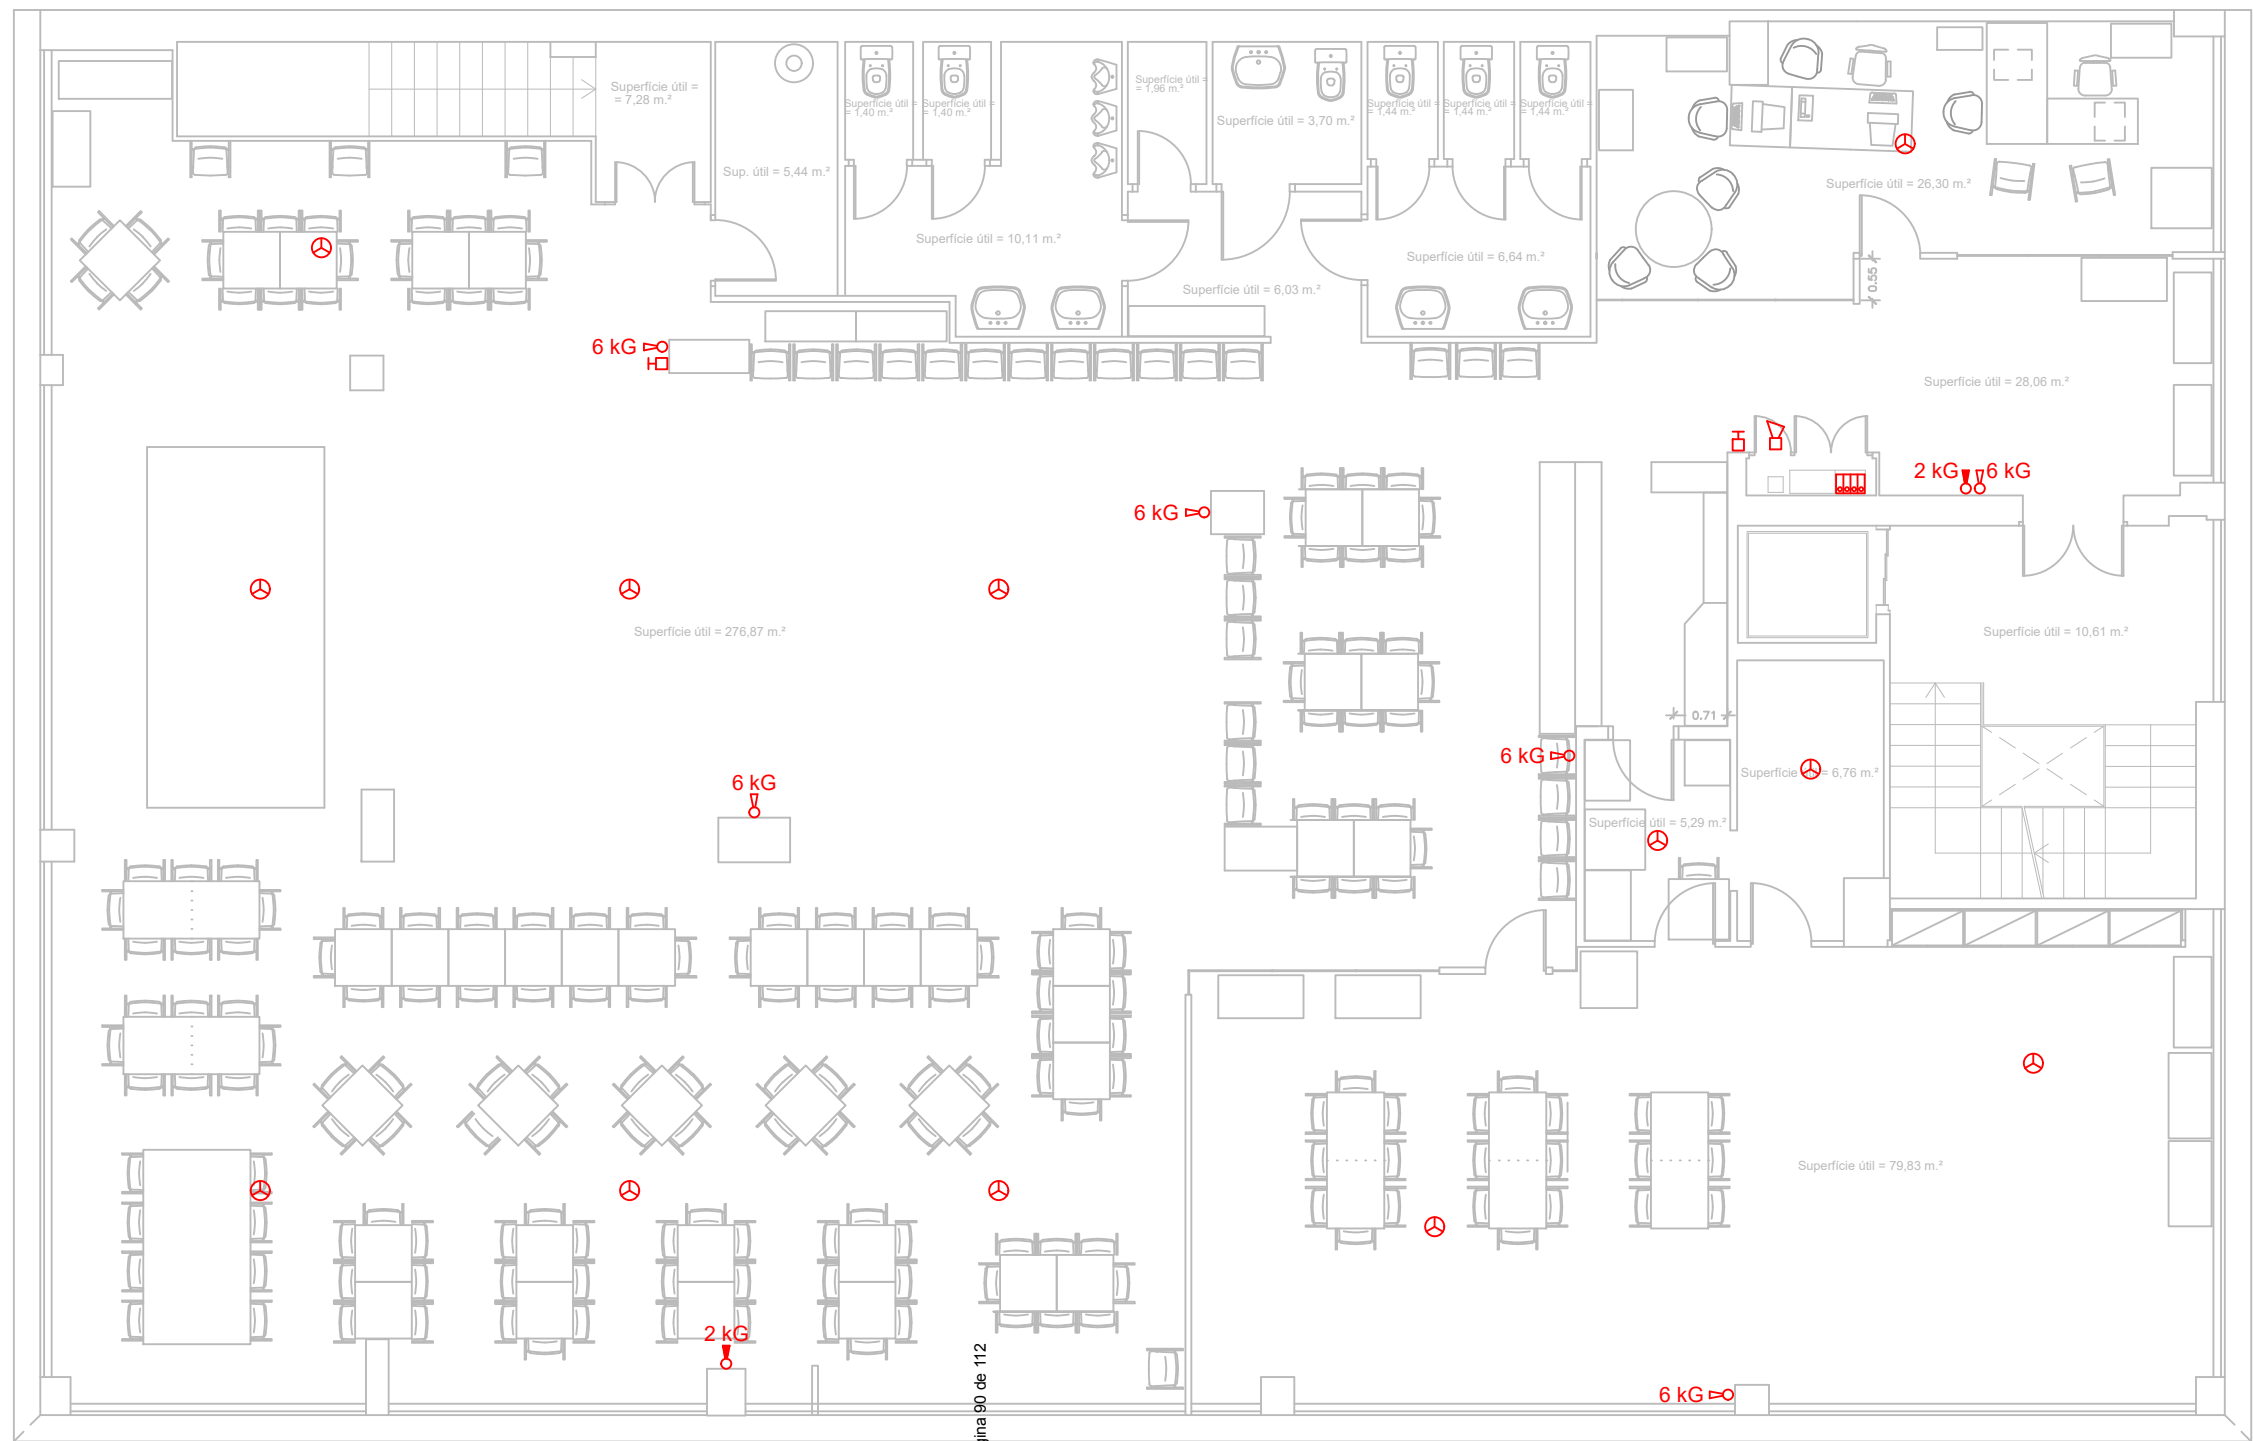 Superfície útil =
= 7,28 m.²
Superfície útil =
= 1,40 m.²
Superfície útil =
= 1,40 m.²
Superfície útil =
= 1,96 m.²
Superfície útil = 3,70 m.²
Superfície útil =
= 1,44 m.²
Superfície útil =
= 1,44 m.²
Superfície útil =
= 1,44 m.²
Sup. útil = 5,44 m.²
Superfície útil = 26,30 m.²
Superfície útil = 10,11 m.²
Superfície útil = 6,64 m.²
Superfície útil = 6,03 m.²
0.55
6 kG
Superfície útil = 28,06 m.²
2 kG
6 kG
6 kG
Superfície útil = 276,87 m.²
Superfície útil = 10,61 m.²
0.71
6 kG
6 kG
Superfície útil = 6,76 m.²
Superfície útil = 5,29 m.²
Superfície útil = 79,83 m.²
2 kG
90 de 112
6 kG